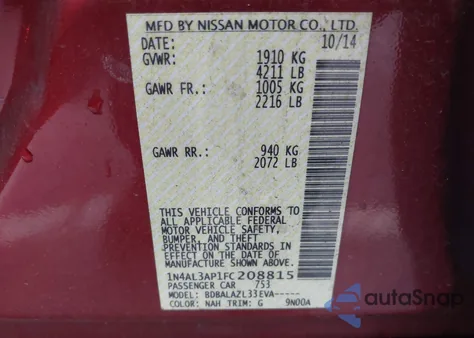 MFD BY NISSAN MOTOR CO., LTD.
DATE: 10/14
GVWR: 1910 KG
4211 LB
GAWR FR.: 1005 KG
2216 LB
GAWR RR.: 940 KG
2072 LB
THIS VEHICLE CONFORMS TO
ALL APPLICABLE FEDERAL
MOTOR VEHICLE SAFETY,
BUMPER, AND THEFT
PREVENTION STANDARDS IN
EFFECT ON THE DATE OF
MANUFACTURE SHOWN ABOVE.
1N4AL3AP1FC208815
PASSENGER CAR 753
MODEL: BDBALAZL33EVA-----
COLOR: NAH TRIM: G 9N00A
autoSnap